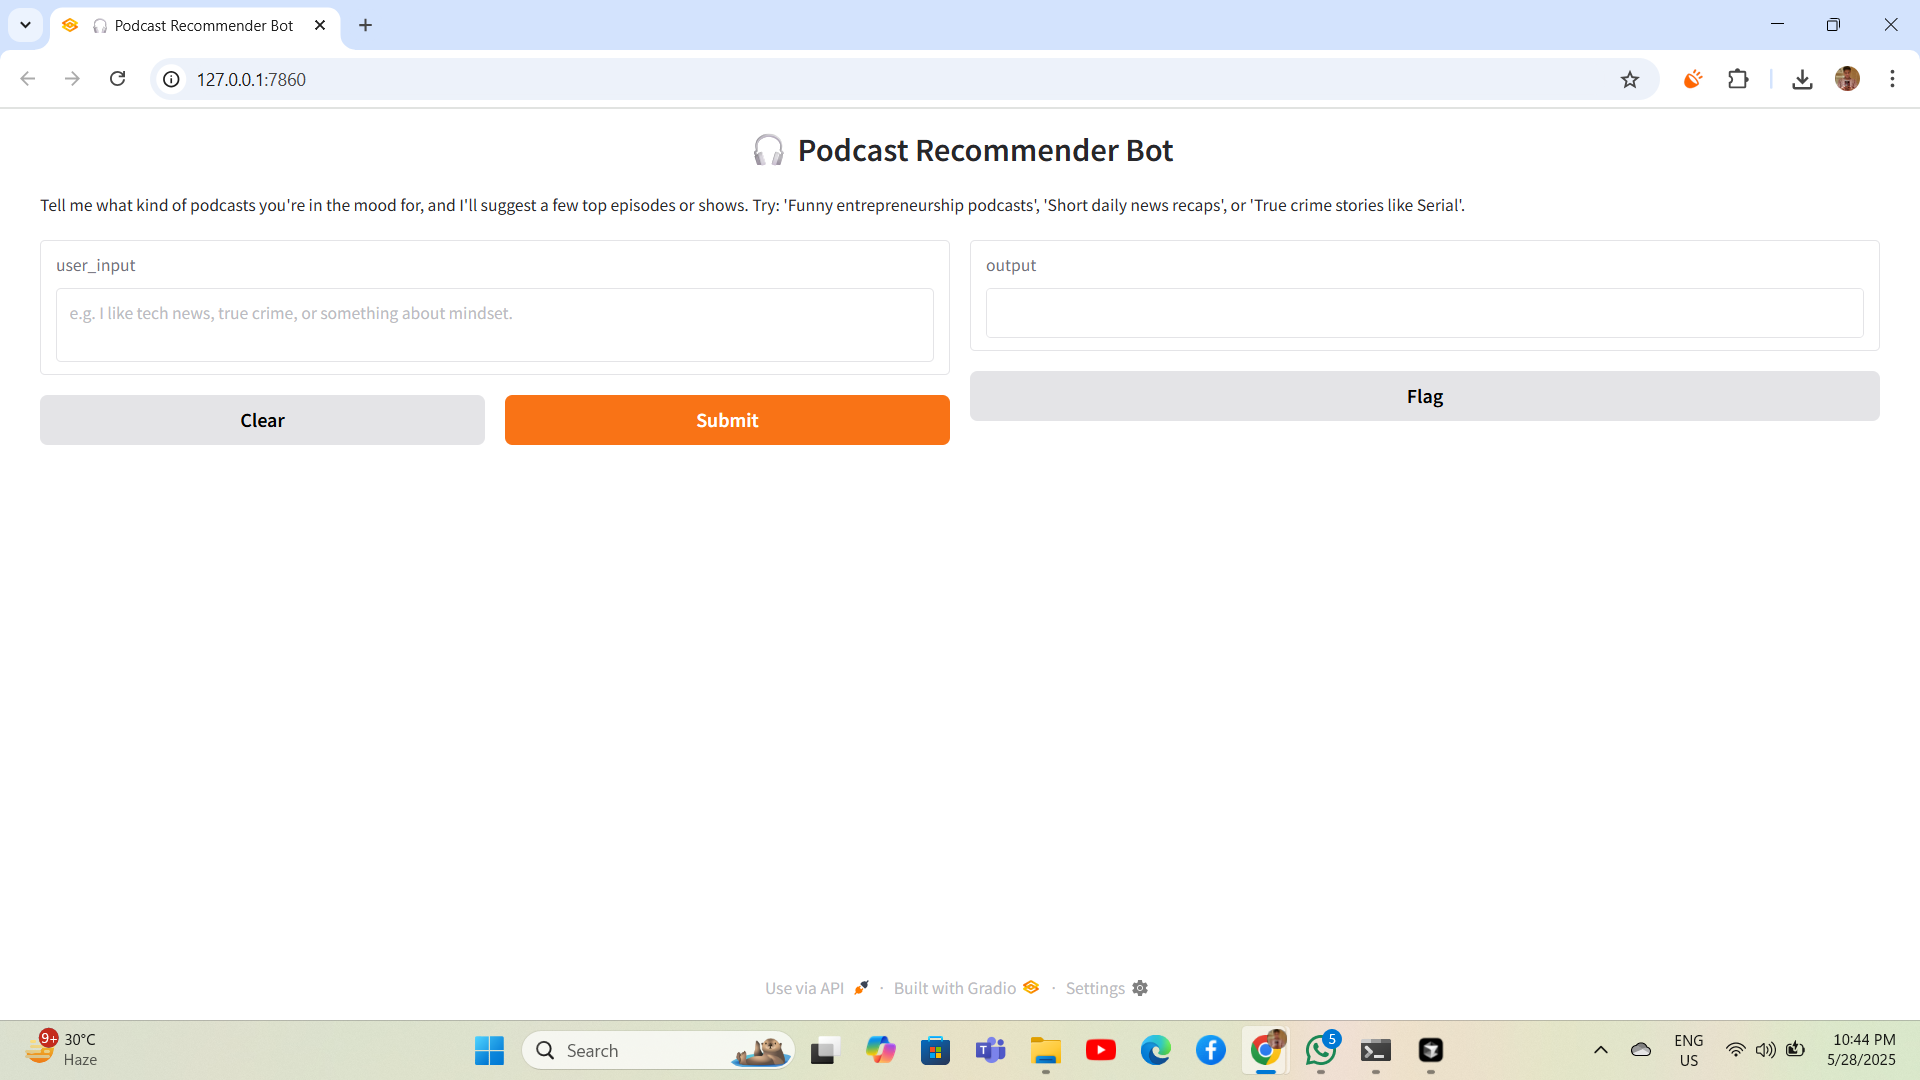 Podcast Recommender Bot
127.0.0.1:7860
Podcast Recommender Bot
Tell me what kind of podcasts you're in the mood for, and I'll suggest a few top episodes or shows. Try: 'Funny entrepreneurship podcasts', 'Short daily news recaps', or 'True crime stories like Serial'.
user_input
e.g. I like tech news, true crime, or something about mindset.
Clear
Submit
output
Flag
Use via API · Built with Gradio · Settings
9+
30°C
Haze
Search
5
ENG
US
10:44 PM
5/28/2025